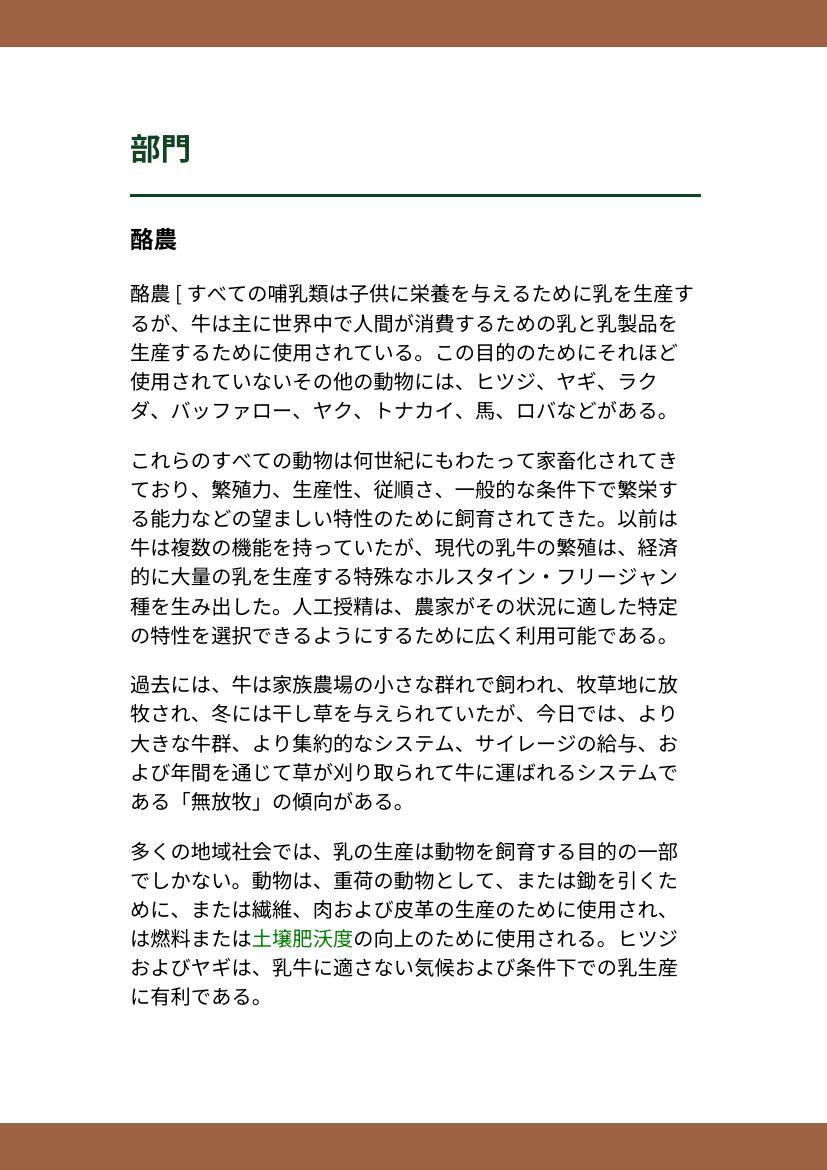 部門
酪農
酪農 [ すべての哺乳類は子供に栄養を与えるために乳を生産す
るが、牛は主に世界中で人間が消費するための乳と乳製品を
生産するために使用されている。この目的のためにそれほど
使用されていないその他の動物には、ヒツジ、ヤギ、ラク
ダ、バッファロー、ヤク、トナカイ、馬、ロバなどがある。
これらのすべての動物は何世紀にもわたって家畜化されてき
ており、繁殖力、生産性、従順さ、一般的な条件下で繁栄す
る能力などの望ましい特性のために飼育されてきた。以前は
牛は複数の機能を持っていたが、現代の乳牛の繁殖は、経済
的に大量の乳を生産する特殊なホルスタイン・フリージャン
種を生み出した。人工授精は、農家がその状況に適した特定
の特性を選択できるようにするために広く利用可能である。
過去には、牛は家族農場の小さな群れで飼われ、牧草地に放
牧され、冬には干し草を与えられていたが、今日では、より
大きな牛群、より集約的なシステム、サイレージの給与、お
よび年間を通じて草が刈り取られて牛に運ばれるシステムで
ある「無放牧」の傾向がある。
多くの地域社会では、乳の生産は動物を飼育する目的の一部
でしかない。動物は、重荷の動物として、または鋤を引くた
めに、または繊維、肉および皮革の生産のために使用され、
は燃料または土壌肥沃度の向上のために使用される。ヒツジ
およびヤギは、乳牛に適さない気候および条件下での乳生産
に有利である。